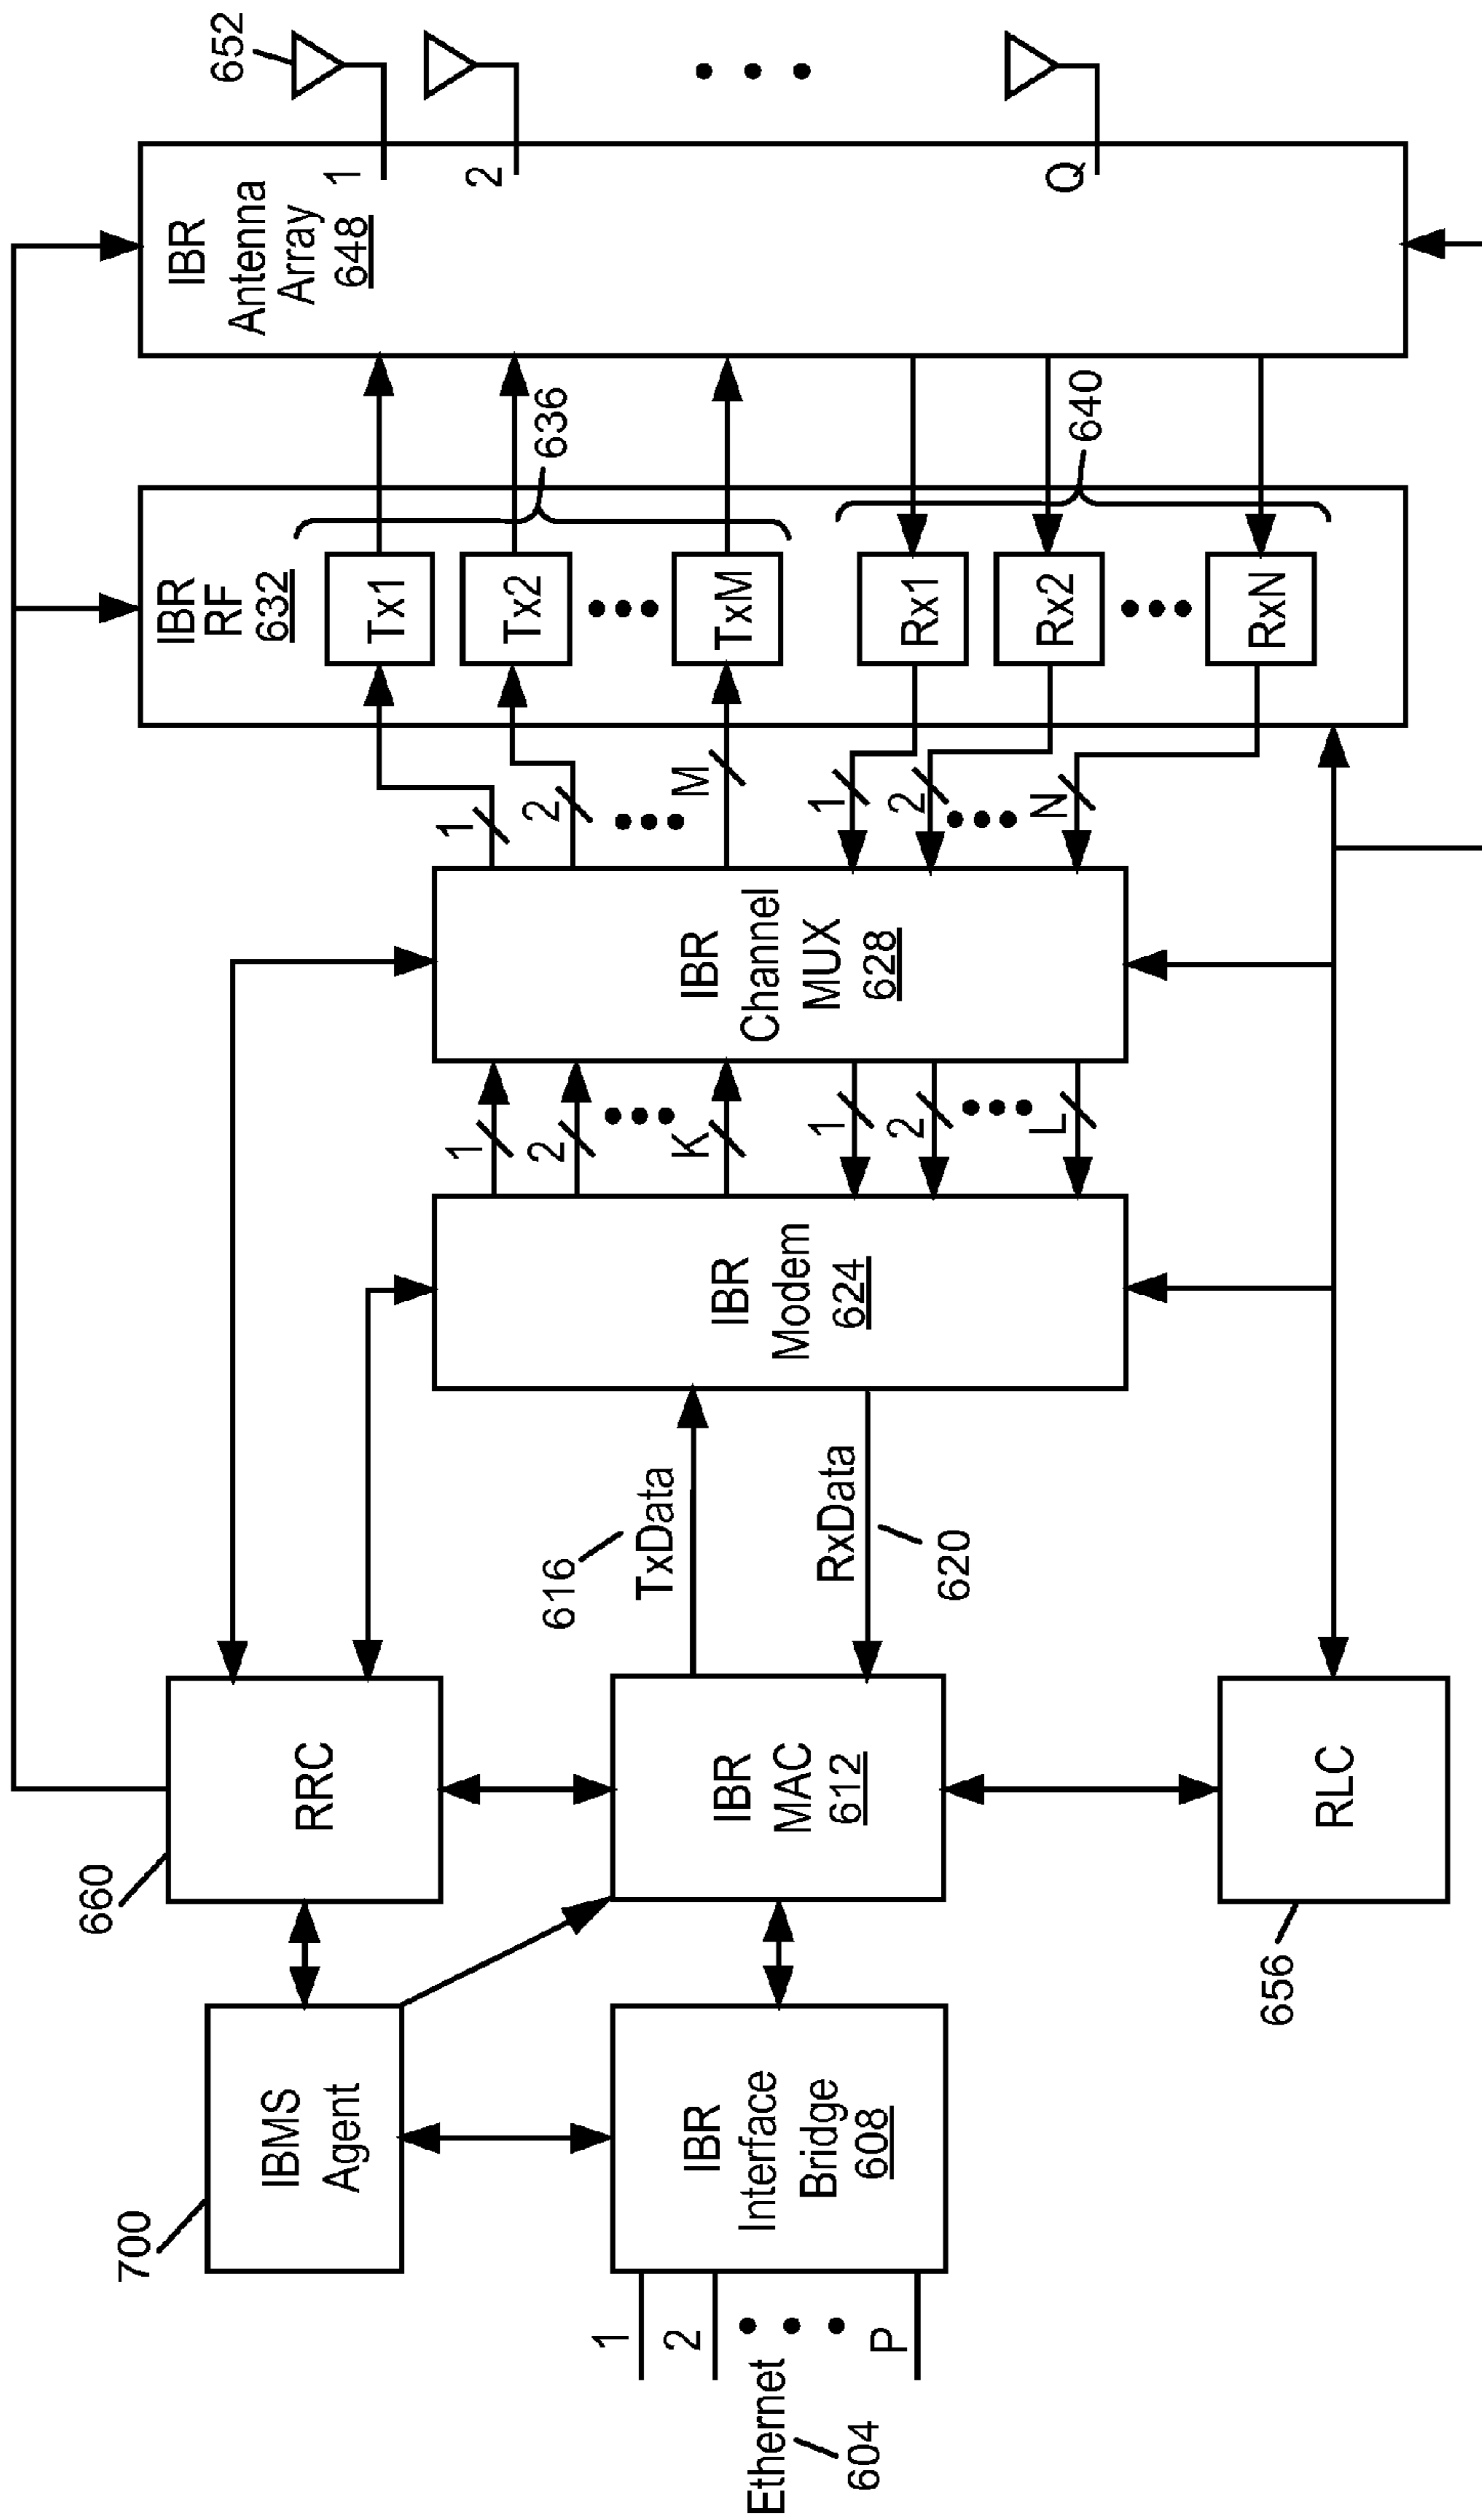 700
IBMS
Agent
660
RRC
Ethernet
604
1
2
P
IBR
Interface
Bridge
608
IBR
MAC
612
656
RLC
616
TxData
RxData
620
IBR
Modem
624
1
2
K
1
2
L
IBR
Channel
MUX
628
1
2
M
1
2
N
IBR
RF
632
Tx1
Tx2
TxM
Rx1
Rx2
RxN
636
640
IBR
Antenna
Array
648
1
2
Q
652